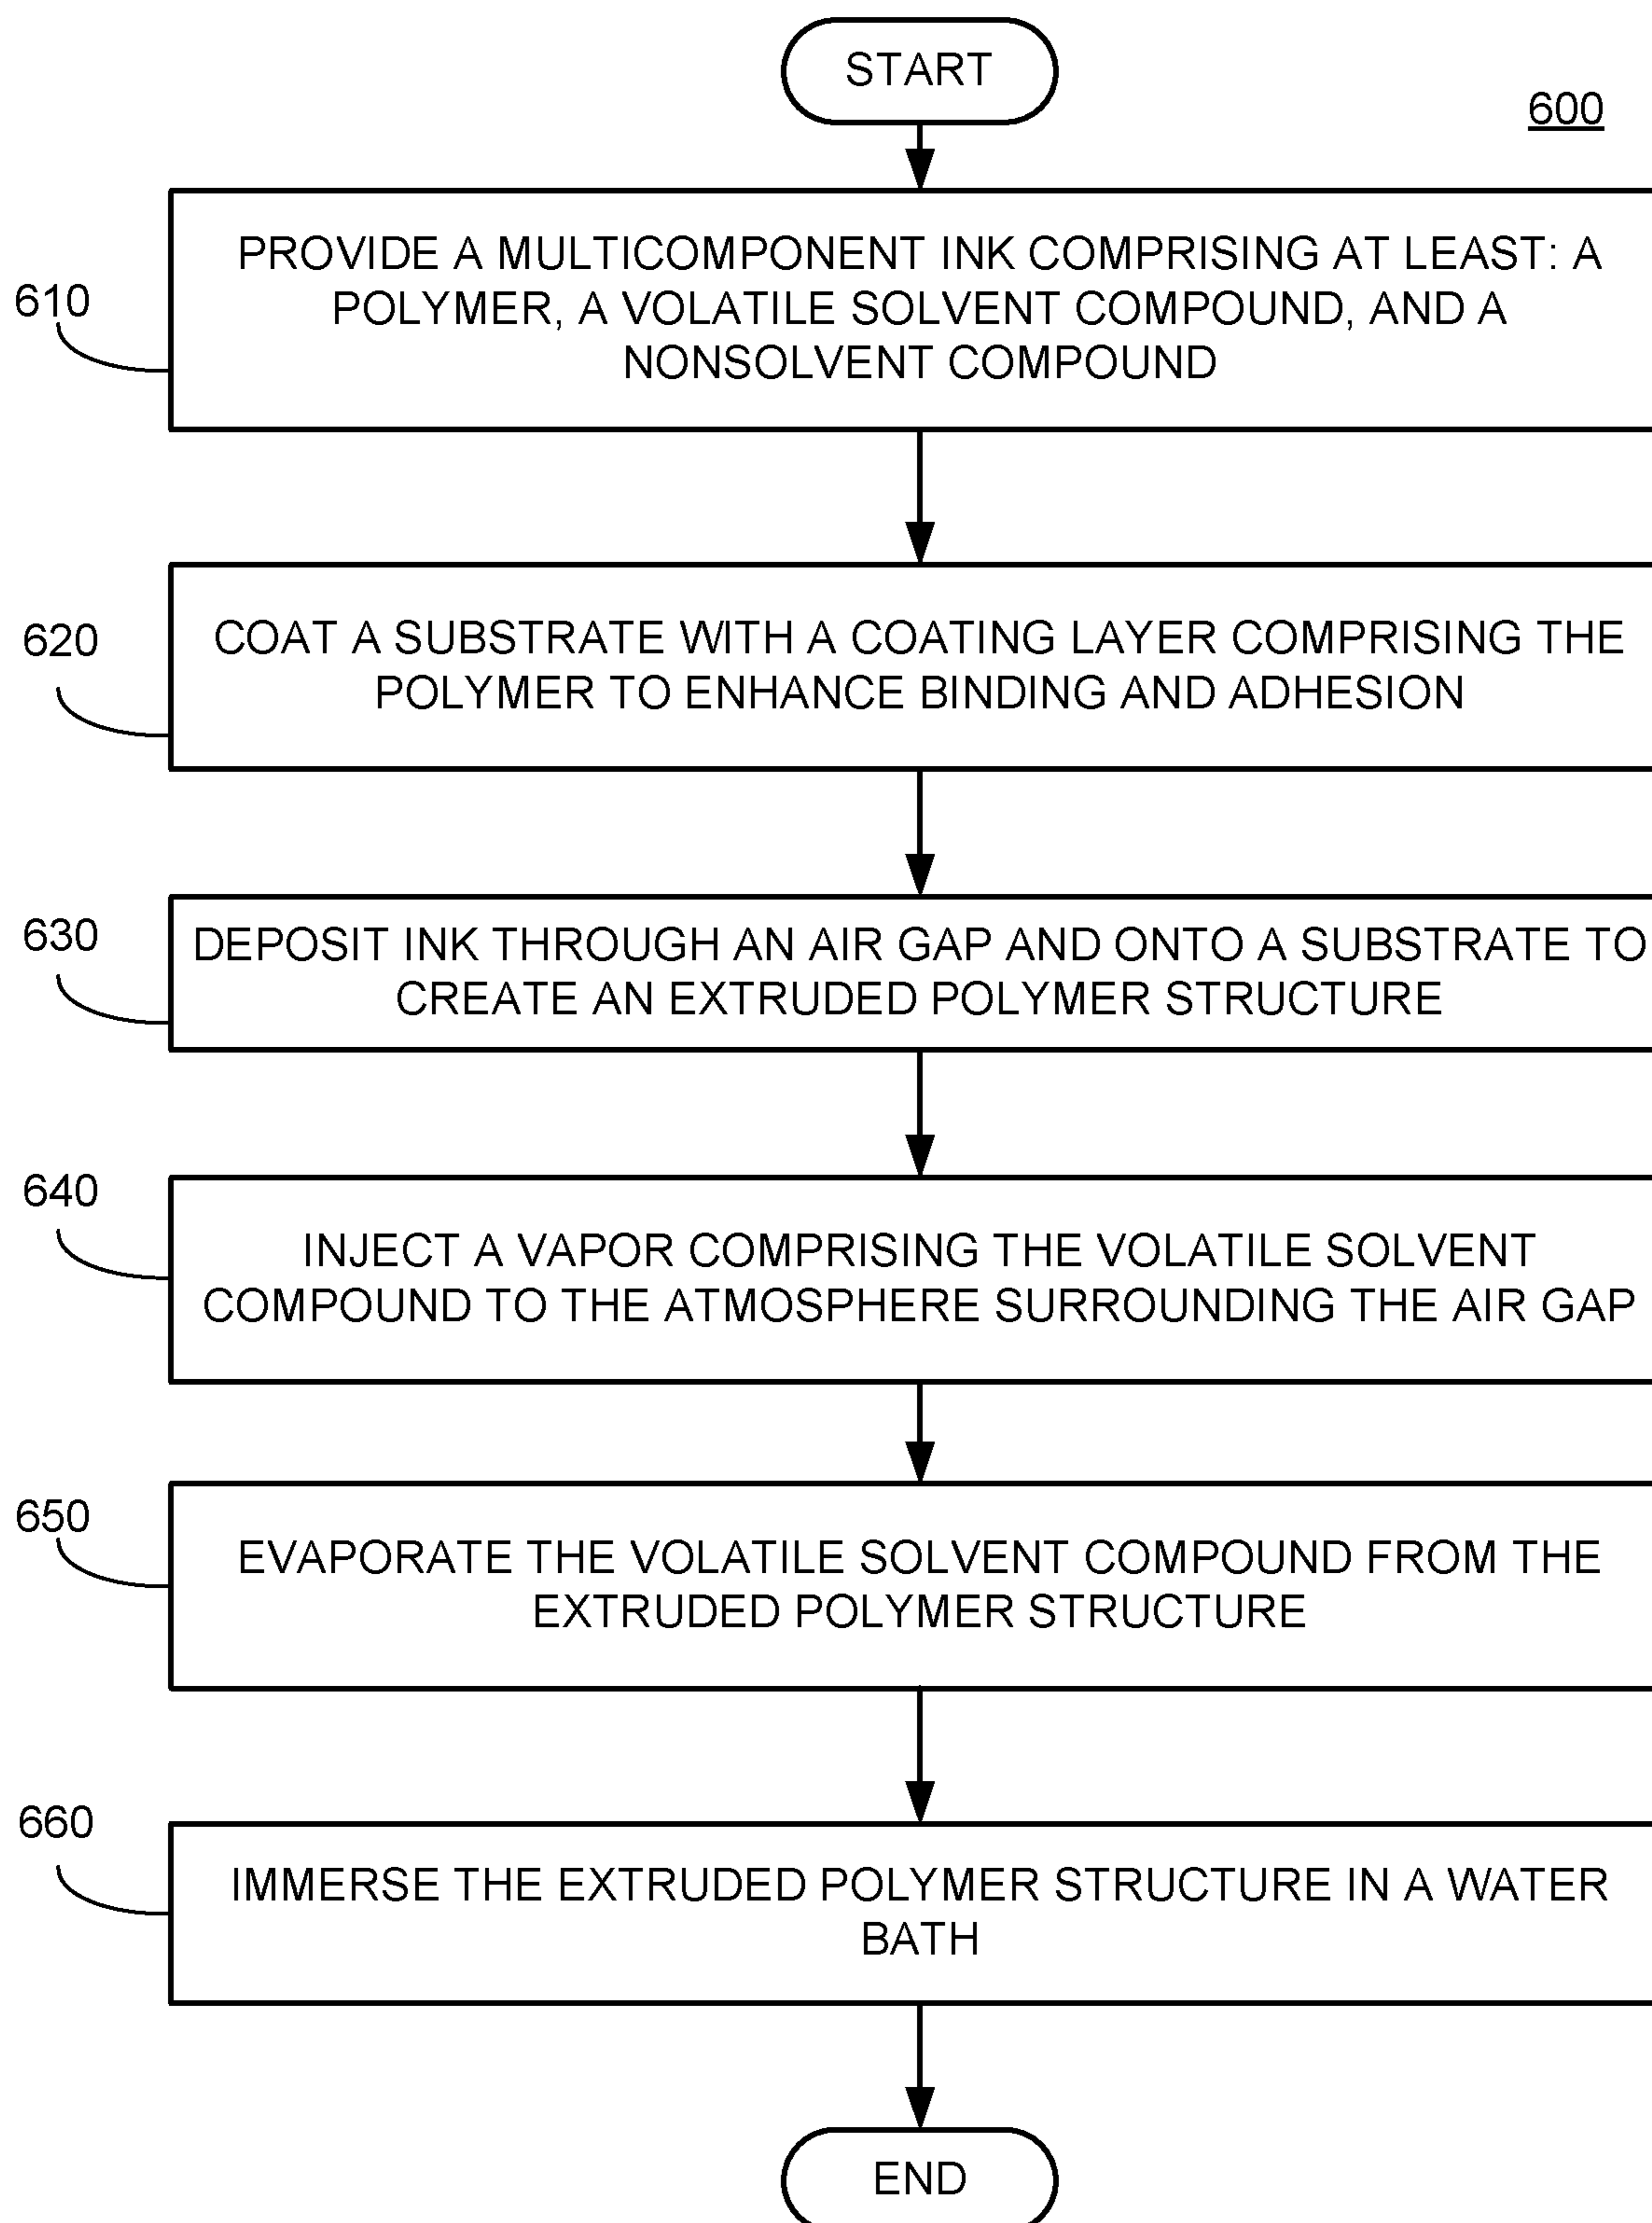 START
600
610
PROVIDE A MULTICOMPONENT INK COMPRISING AT LEAST: A
POLYMER, A VOLATILE SOLVENT COMPOUND, AND A
NONSOLVENT COMPOUND
620
COAT A SUBSTRATE WITH A COATING LAYER COMPRISING THE
POLYMER TO ENHANCE BINDING AND ADHESION
630
DEPOSIT INK THROUGH AN AIR GAP AND ONTO A SUBSTRATE TO
CREATE AN EXTRUDED POLYMER STRUCTURE
640
INJECT A VAPOR COMPRISING THE VOLATILE SOLVENT
COMPOUND TO THE ATMOSPHERE SURROUNDING THE AIR GAP
650
EVAPORATE THE VOLATILE SOLVENT COMPOUND FROM THE
EXTRUDED POLYMER STRUCTURE
660
IMMERSE THE EXTRUDED POLYMER STRUCTURE IN A WATER
BATH
END